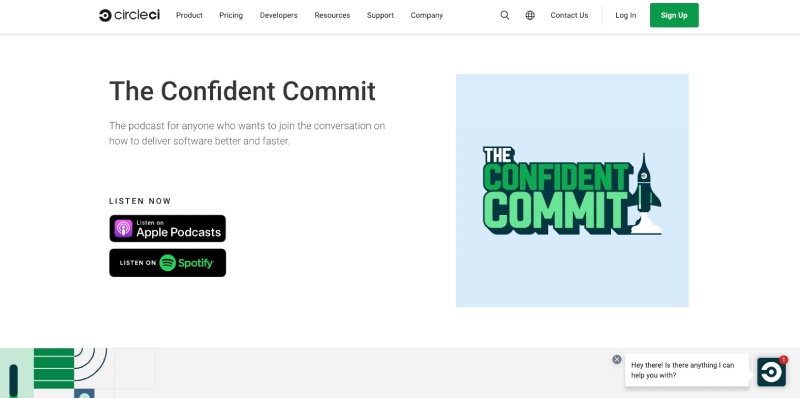 circleci Product Pricing Developers Resources Support Company Contact Us Log In Sign Up
The Confident Commit
The podcast for anyone who wants to join the conversation on
how to deliver software better and faster.
LISTEN NOW
Listen on
Apple Podcasts
LISTEN ON Spotify
THE
CONFIDENT
COMMIT
1
Hey there! Is there anything I can
help you with?